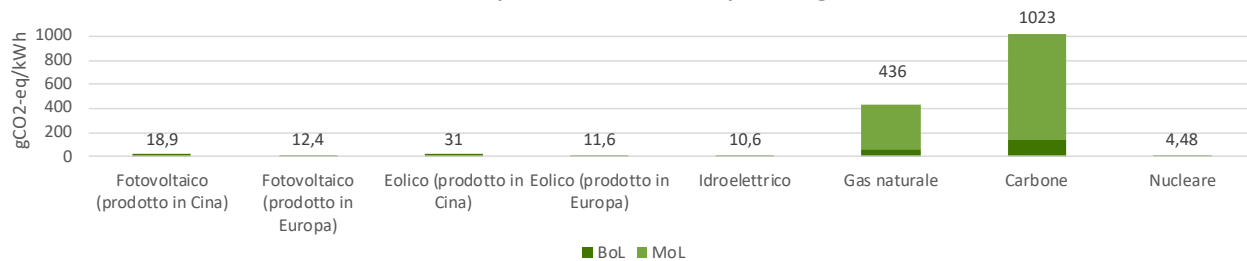 gCO2-eq/kWh
1000
800
600
400
200
0
18,9
12,4
31
11,6
10,6
436
1023
4,48
Fotovoltaico
(prodotto in Cina)
Fotovoltaico
(prodotto in
Europa)
Eolico (prodotto in
Cina)
Eolico (prodotto in
Europa)
Idroelettrico
Gas naturale
Carbone
Nucleare
BoL
MoL